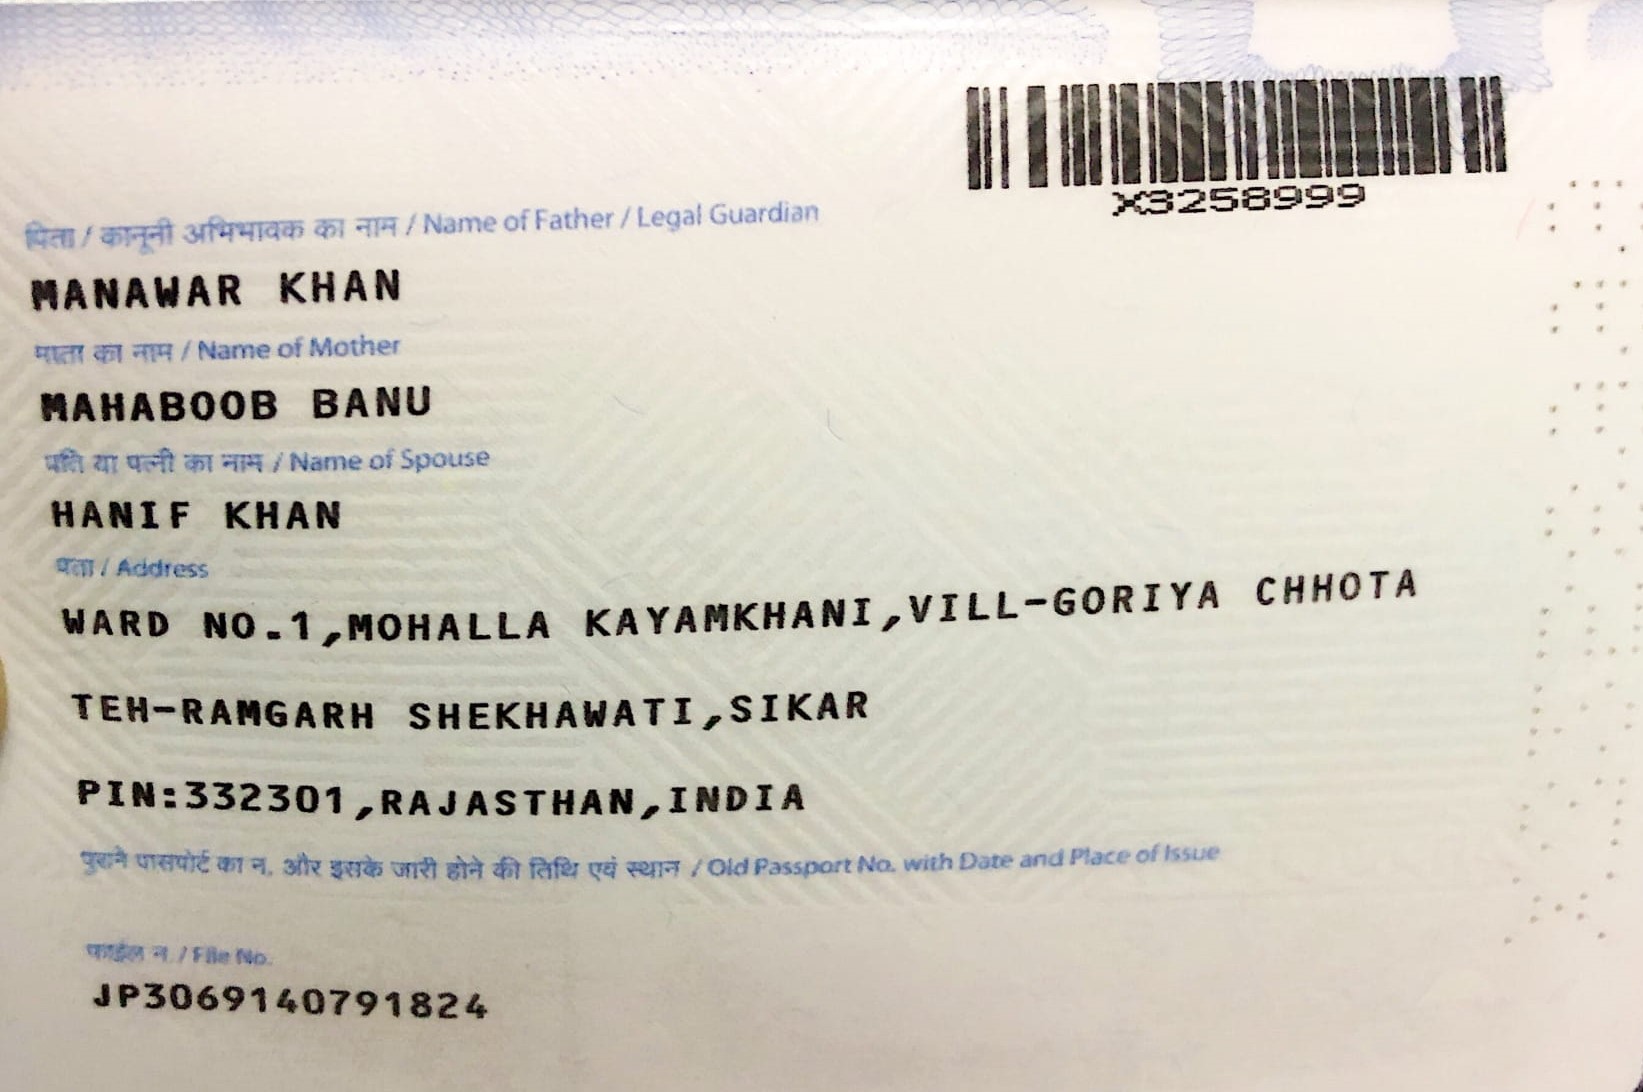 X3258999
पिता / कानूनी अभिभावक का नाम / Name of Father / Legal Guardian
MANAWAR KHAN
माता का नाम / Name of Mother
MAHABOOB BANU
पति या पत्नी का नाम / Name of Spouse
HANIF KHAN
पता / Address
WARD NO.1,MOHALLA KAYAMKHANI,VILL-GORIYA CHHOTA
TEH-RAMGARH SHEKHAWATI,SIKAR
PIN:332301,RAJASTHAN,INDIA
पुराने पासपोर्ट का न. और इसके जारी होने की तिथि एवं स्थान / Old Passport No. with Date and Place of Issue
फाईल न. / File No.
JP3069140791824